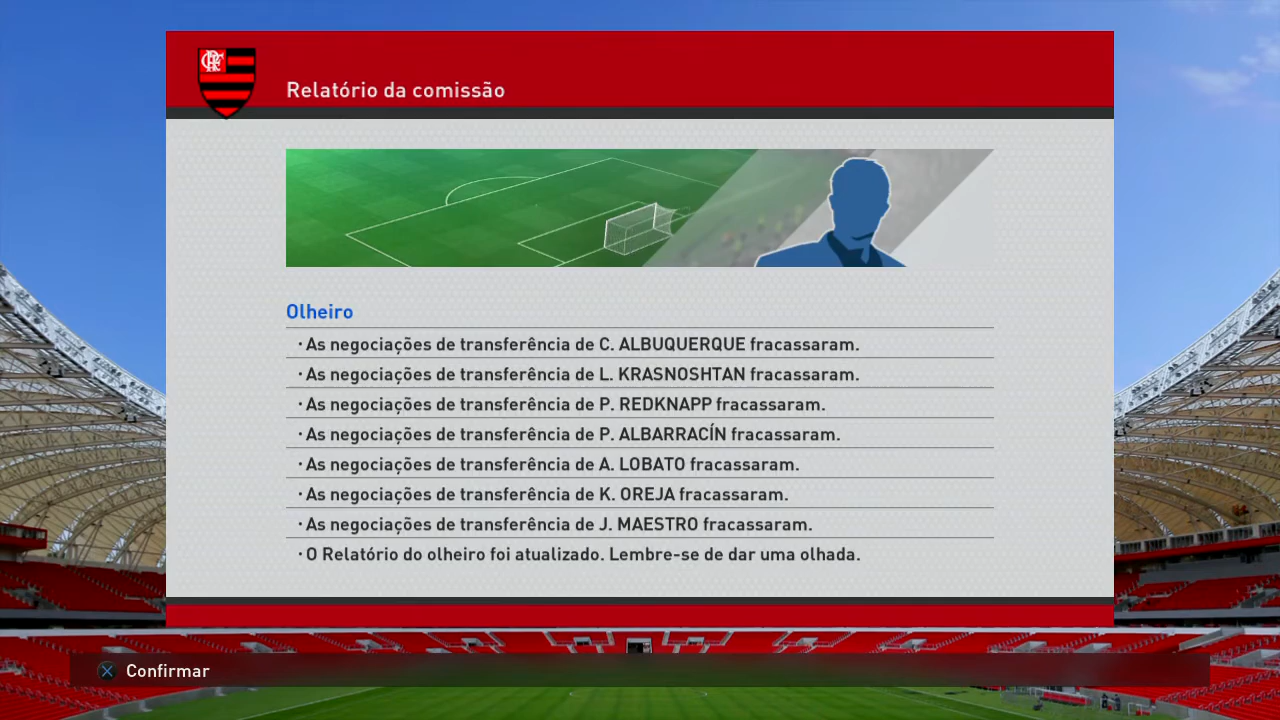 Relatório da comissão
Olheiro
· As negociações de transferência de C. ALBUQUERQUE fracassaram.
· As negociações de transferência de L. KRASNOSHTAN fracassaram.
· As negociações de transferência de P. REDKNAPP fracassaram.
· As negociações de transferência de P. ALBARRACÍN fracassaram.
· As negociações de transferência de A. LOBATO fracassaram.
· As negociações de transferência de K. OREJA fracassaram.
· As negociações de transferência de J. MAESTRO fracassaram.
· O Relatório do olheiro foi atualizado. Lembre-se de dar uma olhada.
Confirmar